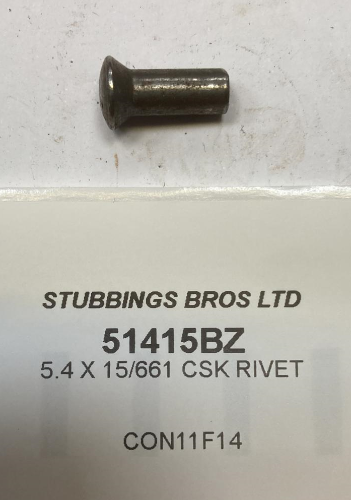 STUBBINGS BROS LTD
51415BZ
5.4 X 15/661 CSK RIVET
CON11F14